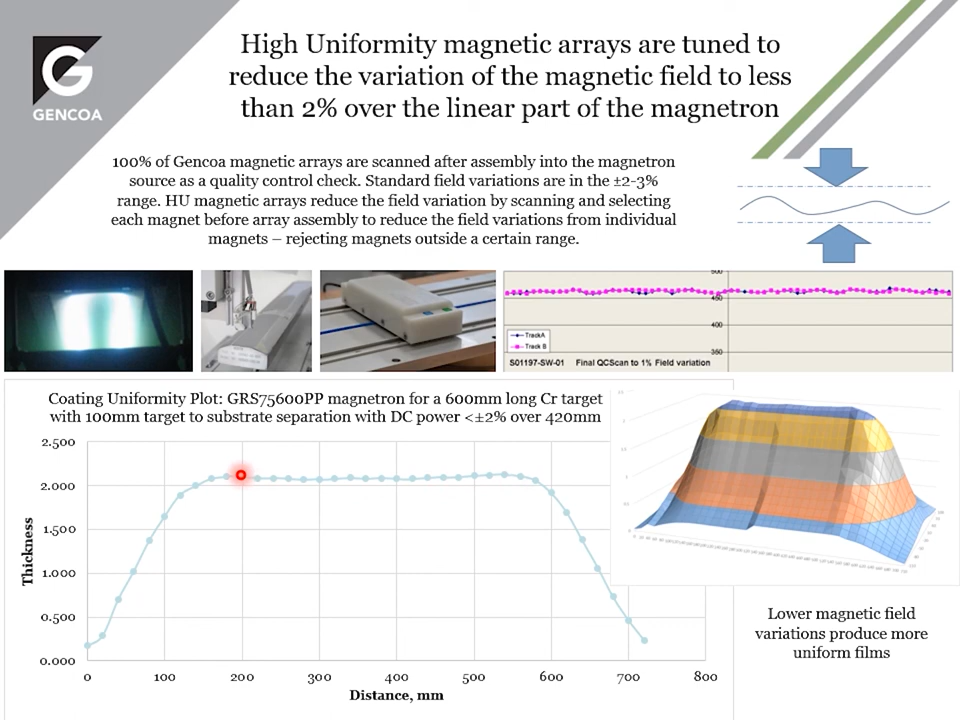 GENCOA
High Uniformity magnetic arrays are tuned to
reduce the variation of the magnetic field to less
than 2% over the linear part of the magnetron
100% of Gencoa magnetic arrays are scanned after assembly into the magnetron
source as a quality control check. Standard field variations are in the ±2-3%
range. HU magnetic arrays reduce the field variation by scanning and selecting
each magnet before array assembly to reduce the field variations from individual
magnets – rejecting magnets outside a certain range.
500
450
400
350
TrackA
Track B
S01197-SW-01 Final QCScan to 1% Field variation
Coating Uniformity Plot: GRS75600PP magnetron for a 600mm long Cr target
with 100mm target to substrate separation with DC power <±2% over 420mm
2.500
2.000
1.500
1.000
0.500
0.000
Thickness
0 100 200 300 400 500 600 700 800
Distance, mm
Lower magnetic field
variations produce more
uniform films